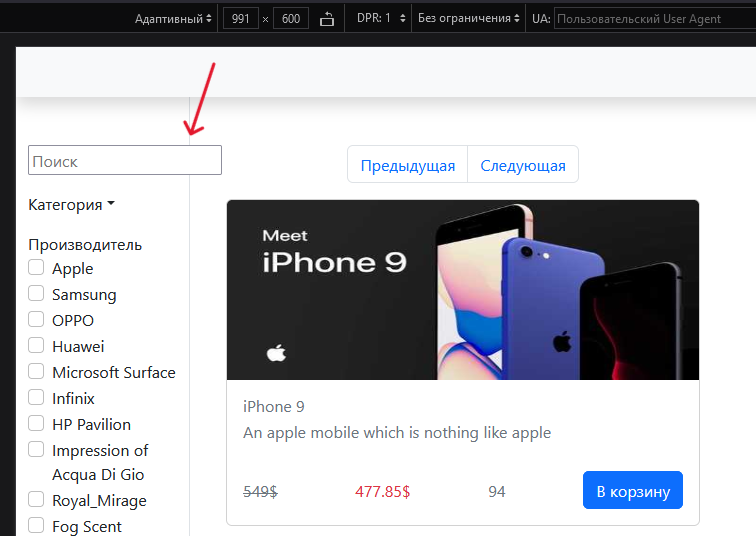 Адаптивный 991 × 600 DPR: 1 Без ограничения UA: Пользовательский User Agent
Поиск
Предыдущая Следующая
Категория
Производитель
Apple
Samsung
OPPO
Huawei
Microsoft Surface
Infinix
HP Pavilion
Impression of
Acqua Di Gio
Royal_Mirage
Fog Scent
Meet
iPhone 9
iPhone 9
An apple mobile which is nothing like apple
549$ 477.85$ 94 В корзину